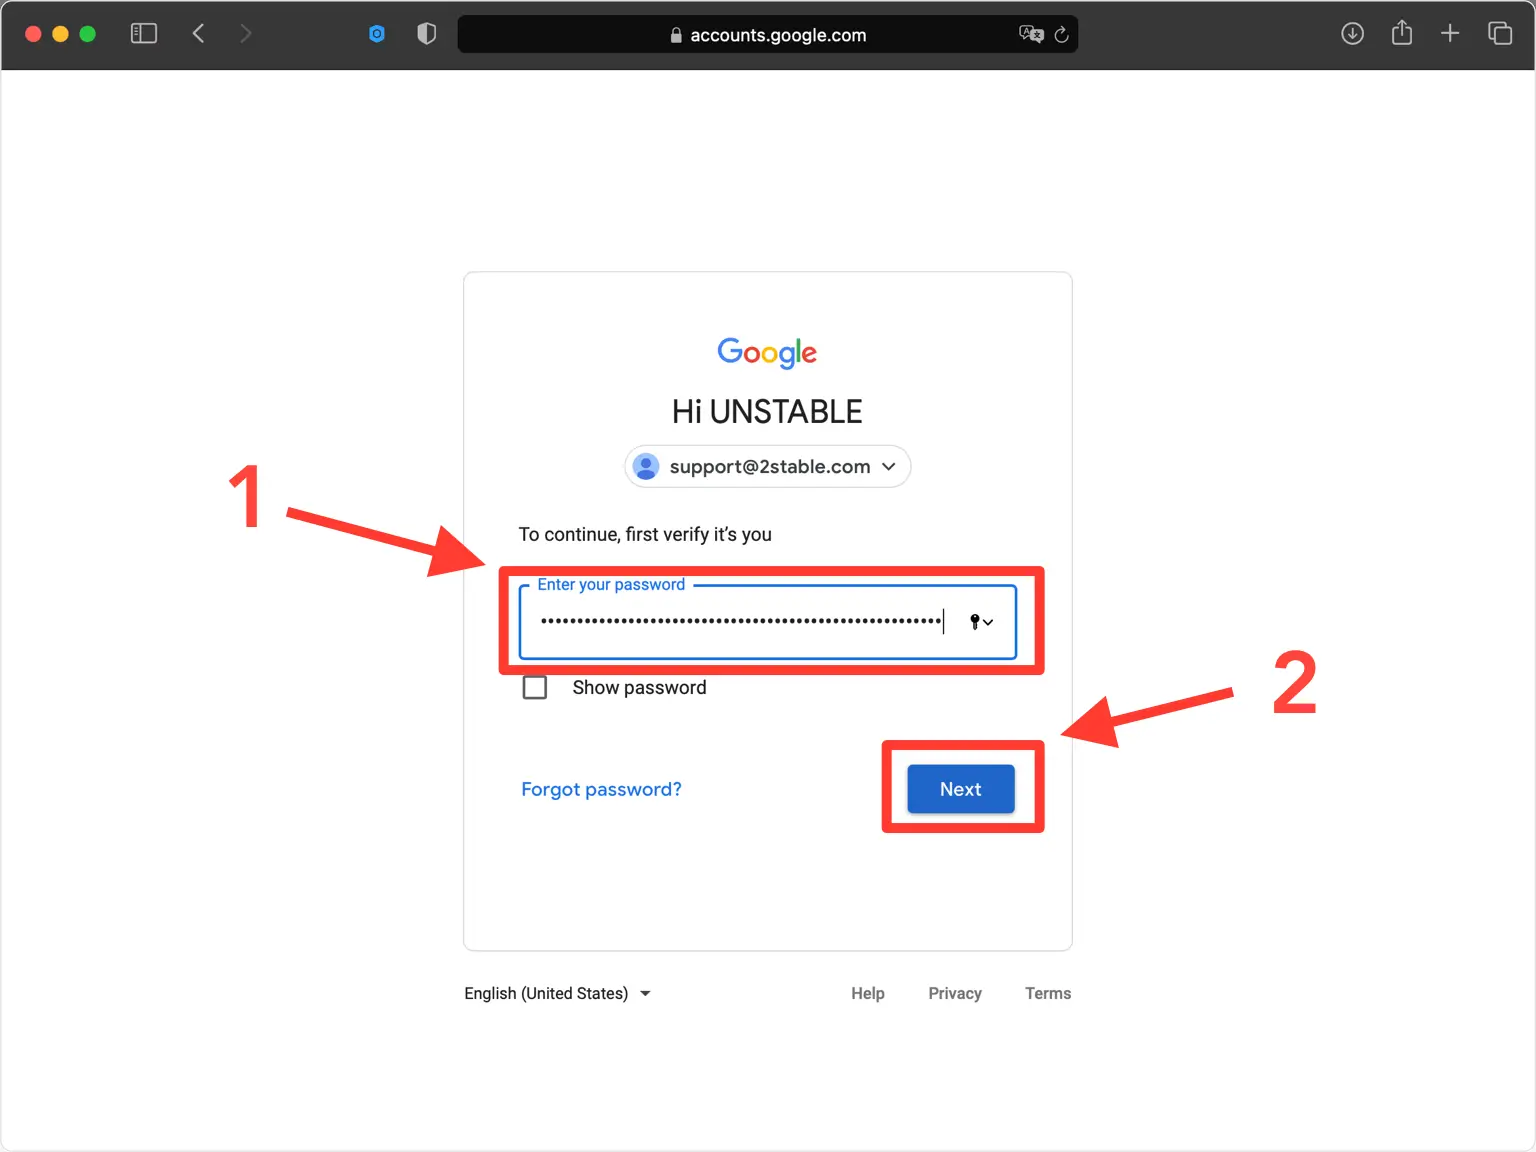 accounts.google.com
Google
Hi UNSTABLE
support@2stable.com
1
To continue, first verify it’s you
Enter your password
••••••••••••••••••••••••••••••••••••••••••••••••••••••••
Show password
2
Forgot password?
Next
English (United States)
Help
Privacy
Terms